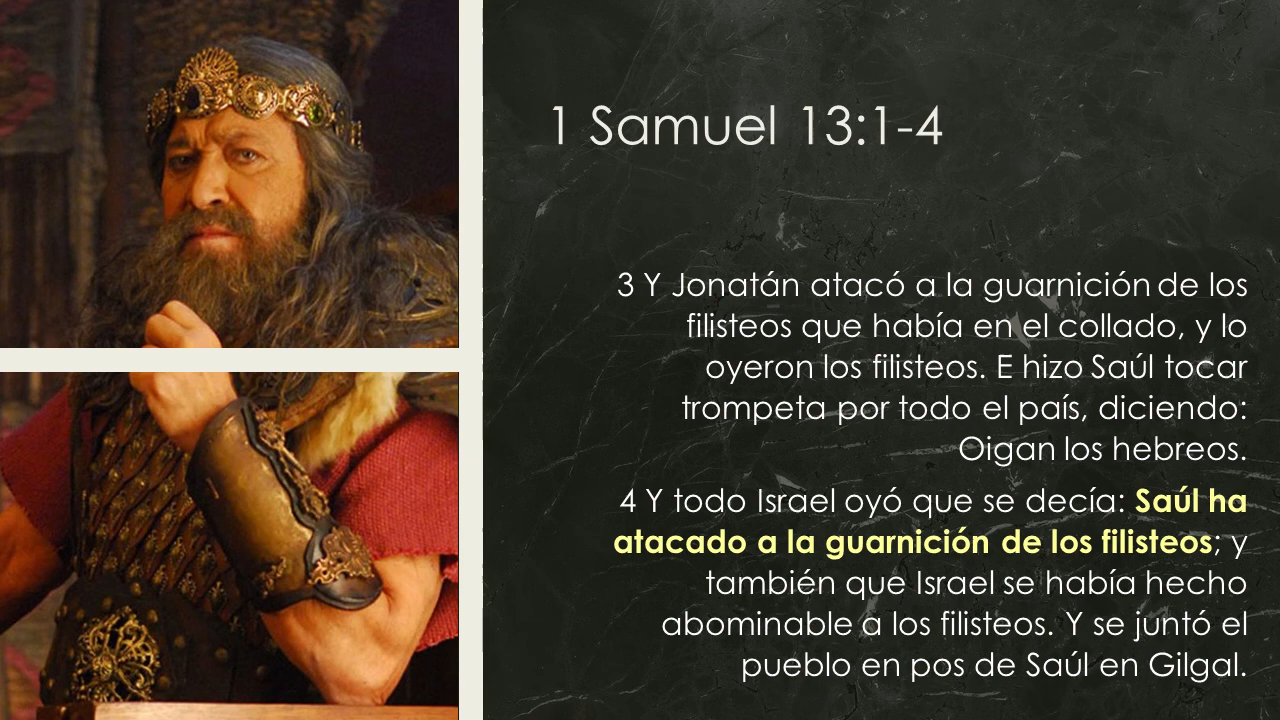 1 Samuel 13:1-4
3 Y Jonatán atacó a la guarnición de los
filisteos que había en el collado, y lo
oyeron los filisteos. E hizo Saúl tocar
trompeta por todo el país, diciendo:
Oigan los hebreos.
4 Y todo Israel oyó que se decía: Saúl ha
atacado a la guarnición de los filisteos; y
también que Israel se había hecho
abominable a los filisteos. Y se juntó el
pueblo en pos de Saúl en Gilgal.